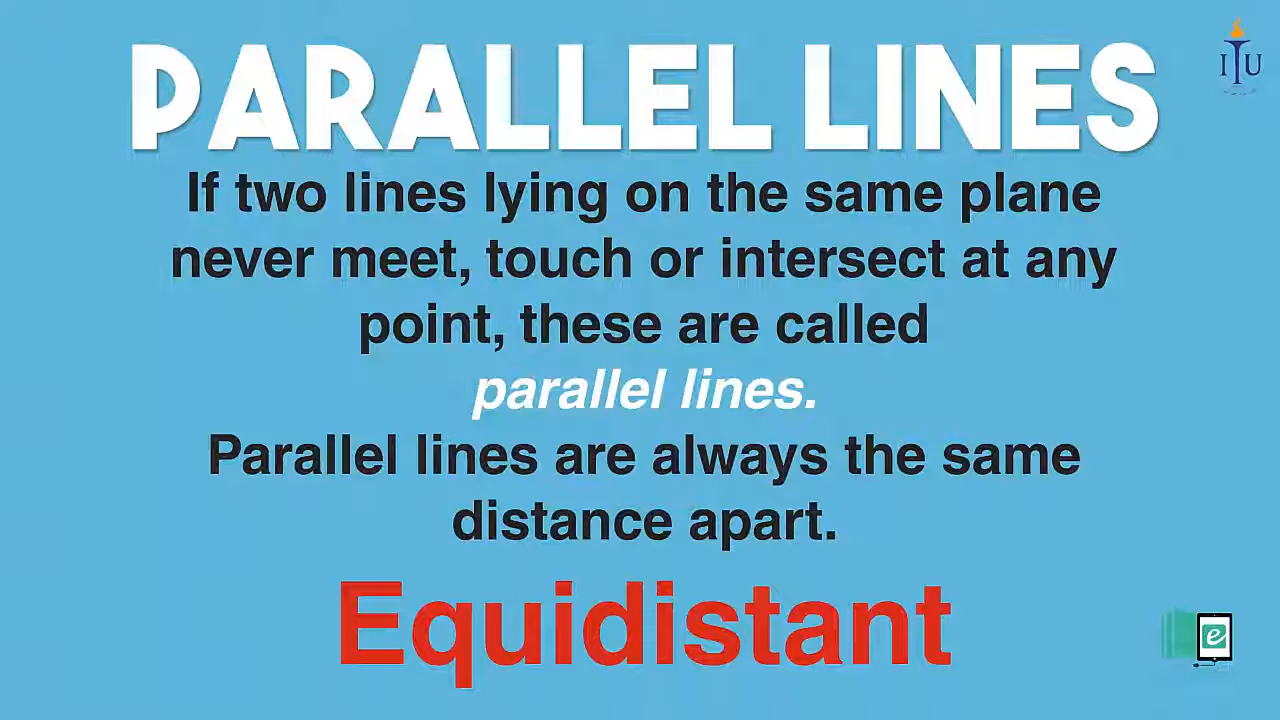 PARALLEL LINES
ITU
If two lines lying on the same plane
never meet, touch or intersect at any
point, these are called
parallel lines.
Parallel lines are always the same
distance apart.
Equidistant
e